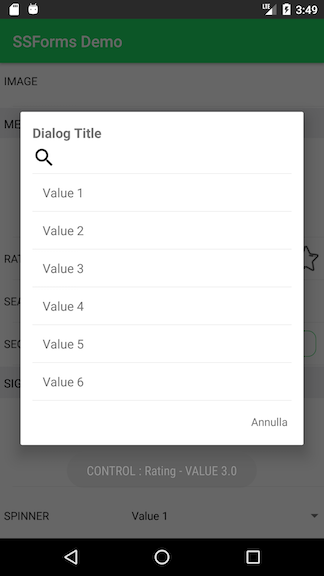 LTE 3:49
SSForms Demo
IMAGE
ME
Dialog Title
Value 1
Value 2
Value 3
Value 4
Value 5
Value 6
Annulla
RAT
SEA
SEG
SIG
CONTROL : Rating - VALUE 3.0
SPINNER Value 1